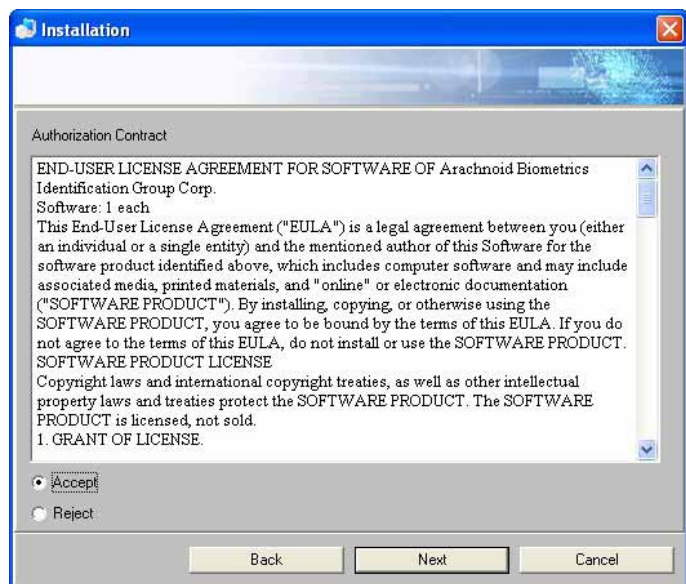 Installation
Authorization Contract
END-USER LICENSE AGREEMENT FOR SOFTWARE OF Arachnoid Biometrics
Identification Group Corp.
Software: 1 each
This End-User License Agreement ("EULA") is a legal agreement between you (either
an individual or a single entity) and the mentioned author of this Software for the
software product identified above, which includes computer software and may include
associated media, printed materials, and "online" or electronic documentation
("SOFTWARE PRODUCT"). By installing, copying, or otherwise using the
SOFTWARE PRODUCT, you agree to be bound by the terms of this EULA. If you do
not agree to the terms of this EULA, do not install or use the SOFTWARE PRODUCT.
SOFTWARE PRODUCT LICENSE
Copyright laws and international copyright treaties, as well as other intellectual
property laws and treaties protect the SOFTWARE PRODUCT. The SOFTWARE
PRODUCT is licensed, not sold.
1. GRANT OF LICENSE.
Accept
Reject
Back Next Cancel